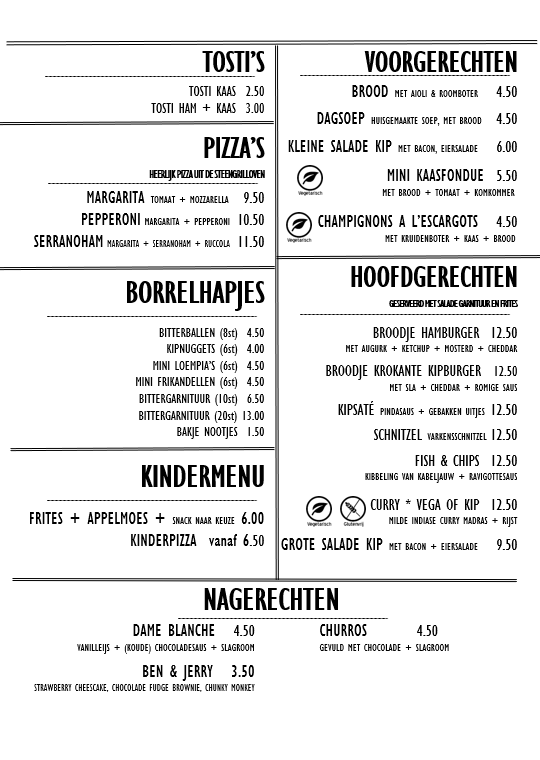 TOSTI'S
TOSTI KAAS 2.50
TOSTI HAM + KAAS 3.00
PIZZA'S
HEERLIJK PIZZA UIT DE STEENGRILLOVEN
MARGARITA TOMAAT + MOZZARELLA 9.50
PEPPERONI MARGARITA + PEPPERONI 10.50
SERRANOHAM MARGARITA + SERRANOHAM + RUCCOLA 11.50
BORRELHAPJES
BITTERBALLEN (8st) 4.50
KIPNUGGETS (6st) 4.00
MINI LOEMPIA'S (6st) 4.50
MINI FRIKANDELLEN (6st) 4.50
BITTERGARNITUUR (10st) 6.50
BITTERGARNITUUR (20st) 13.00
BAKJE NOOTJES 1.50
KINDERMENU
FRITES + APPELMOES + SNACK NAAR KEUZE 6.00
KINDERPIZZA vanaf 6.50
VOORGERECHTEN
BROOD MET AIOLI & ROOMBOTER 4.50
DAGSOEP HUISGEMAAKTE SOEP, MET BROOD 4.50
KLEINE SALADE KIP MET BACON, EIERSALADE 6.00
MINI KAASFONDUE 5.50
MET BROOD + TOMAAT + KOMKOMMER
Vegetarisch
CHAMPIGNONS A L'ESCARGOTS 4.50
MET KRUIDENBOTER + KAAS + BROOD
Vegetarisch
HOOFDGERECHTEN
GESERVEERD MET SALADE GARNITUUR EN FRITES
BROODJE HAMBURGER 12.50
MET AUGURK + KETCHUP + MOSTERD + CHEDDAR
BROODJE KROKANTE KIPBURGER 12.50
MET SLA + CHEDDAR + ROMIGE SAUS
KIPSATÉ PINDASAUS + GEBAKKEN UITJES 12.50
SCHNITZEL VARKENSSCHNITZEL 12.50
FISH & CHIPS 12.50
KIBBELING VAN KABELJAUW + RAVIGOTTESAUS
CURRY * VEGA OF KIP 12.50
MILDE INDIASE CURRY MADRAS + RIJST
Vegetarisch Glutenvrij
GROTE SALADE KIP MET BACON + EIERSALADE 9.50
NAGERECHTEN
DAME BLANCHE 4.50
VANILLEIJS + (KOUDE) CHOCOLADESAUS + SLAGROOM
BEN & JERRY 3.50
STRAWBERRY CHEESCAKE, CHOCOLATE FUDGE BROWNIE, CHUNKY MONKEY
CHURROS 4.50
GEVULD MET CHOCOLATE + SLAGROOM